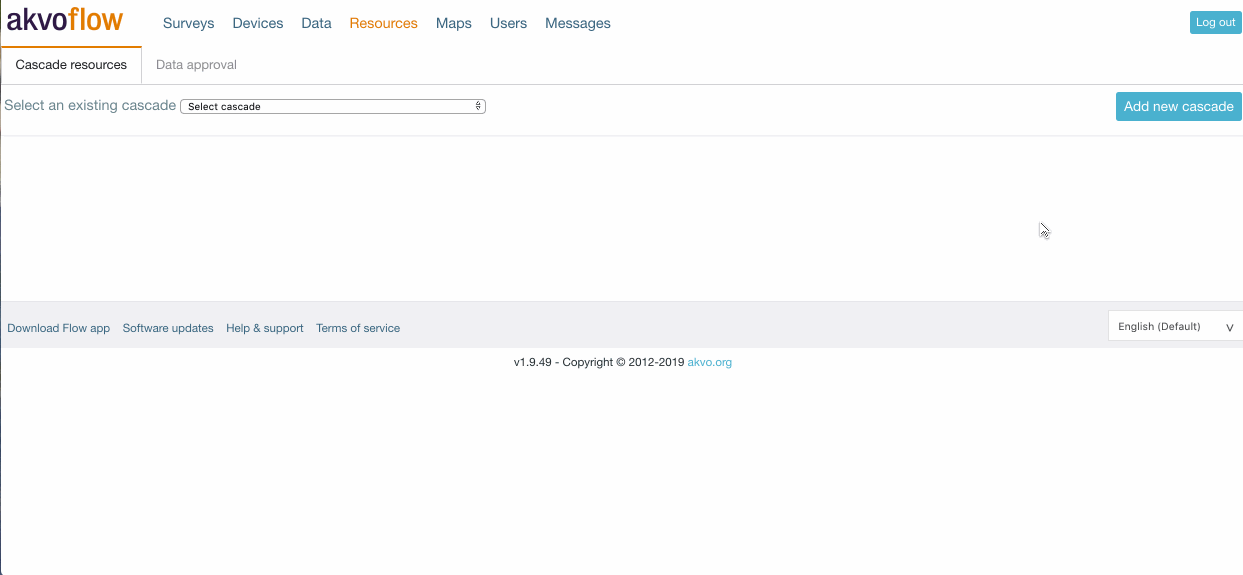 akvoflow Surveys Devices Data Resources Maps Users Messages Log out
Cascade resources Data approval
Select an existing cascade Select cascade Add new cascade
Download Flow app Software updates Help & support Terms of service English (Default) V
v1.9.49 - Copyright © 2012-2019 akvo.org